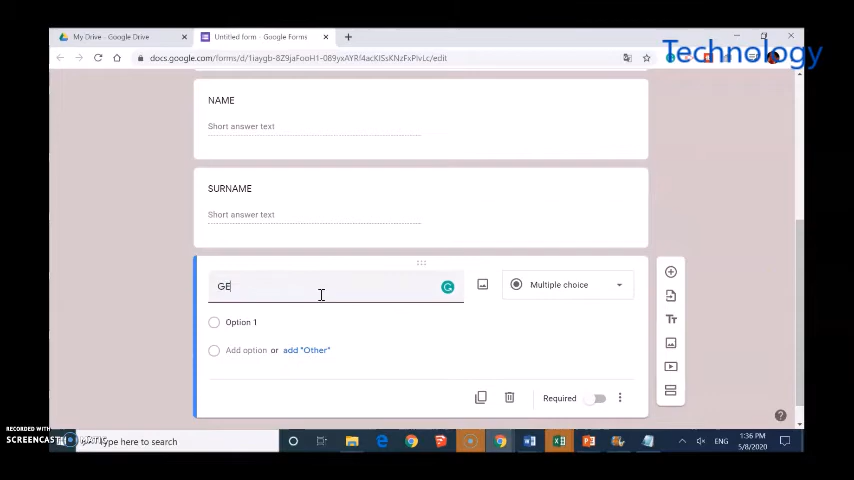 My Drive - Google Drive
Untitled form - Google Forms
Technology
docs.google.com/forms/d/1iaygb-8Z9jaFooH1-089yxAYRf4acKISsKNzFxPIvLc/edit
NAME
Short answer text
SURNAME
Short answer text
GE
Multiple choice
Option 1
Add option or add "Other"
Required
RECORDED WITH
SCREENCAST
Type here to search
ENG
1:36 PM
5/8/2020